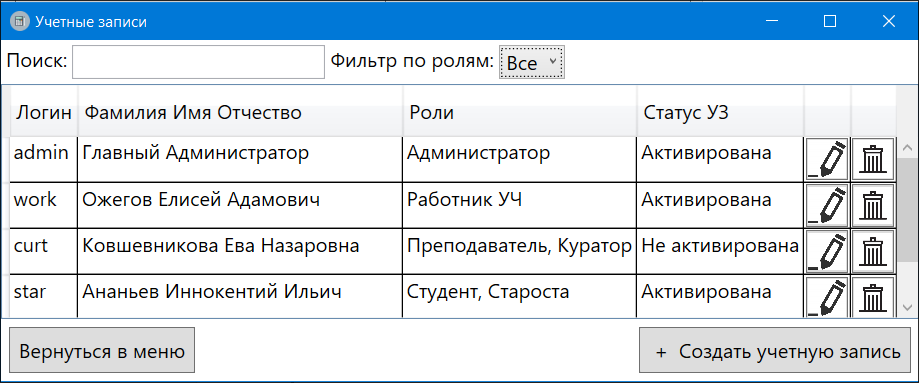 Учетные записи
Поиск: Фильтр по ролям: Все
Логин Фамилия Имя Отчество Роли Статус УЗ
admin Главный Администратор Администратор Активирована
work Ожегов Елисей Адамович Работник УЧ Активирована
curt Ковшевникова Ева Назаровна Преподаватель, Куратор Не активирована
star Ананьев Иннокентий Ильич Студент, Староста Активирована
Вернуться в меню + Создать учетную запись